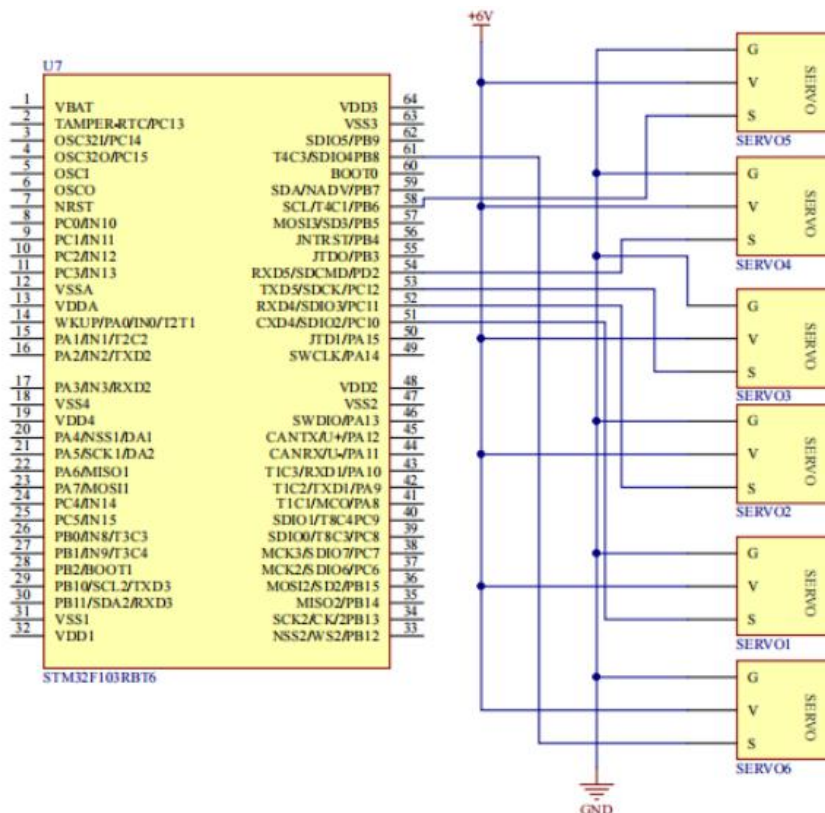 +6V
U7
1 VBAT VDD3 64
2 TAMPER-RTC/PC13 VSS3 63
3 OSC32I/PC14 SDIO5/PB9 62
4 OSC32O/PC15 T4C3/SDIO4PB8 61
5 OSCI BOOT0 60
6 OSCO SDA/NADV/PB7 59
7 NRST SCL/T4C1/PB6 58
8 PC0/IN10 MOSI3/SD3/PB5 57
9 PC1/IN11 JNTRST/PB4 56
10 PC2/IN12 JTDO/PB3 55
11 PC3/IN13 RXD5/SDCMD/PD2 54
12 VSSA TXD5/SDCK/PC12 53
13 VDDA RXD4/SDIO3/PC11 52
14 WKUP/PA0/IN0/T2T1 CXD4/SDIO2/PC10 51
15 PA1/IN1/T2C2 JTD1/PA15 50
16 PA2/IN2/TXD2 SWCLK/PA14 49
17 PA3/IN3/RXD2 VDD2 48
18 VSS4 VSS2 47
19 VDD4 SWDIO/PA13 46
20 PA4/NSS1/DA1 CANTX/U+/PA12 45
21 PA5/SCK1/DA2 CANRX/U-/PA11 44
22 PA6/MISO1 T1C3/RXD1/PA10 43
23 PA7/MOSI1 T1C2/TXD1/PA9 42
24 PC4/IN14 T1C1/MCO/PA8 41
25 PC5/IN15 SDIO1/T8C4PC9 40
26 PB0/IN8/T3C3 SDIO0/T8C3/PC8 39
27 PB1/IN9/T3C4 MCK3/SDIO7/PC7 38
28 PB2/BOOT1 MCK2/SDIO6/PC6 37
29 PB10/SCL2/TXD3 MOSI2/SD2/PB15 36
30 PB11/SDA2/RXD3 MISO2/PB14 35
31 VSS1 SCK2/CK/2PB13 34
32 VDD1 NSS2/WS2/PB12 33
STM32F103RBT6
G
V
S
SERVO
SERVO5
G
V
S
SERVO
SERVO4
G
V
S
SERVO
SERVO3
G
V
S
SERVO
SERVO2
G
V
S
SERVO
SERVO1
G
V
S
SERVO
SERVO6
GND